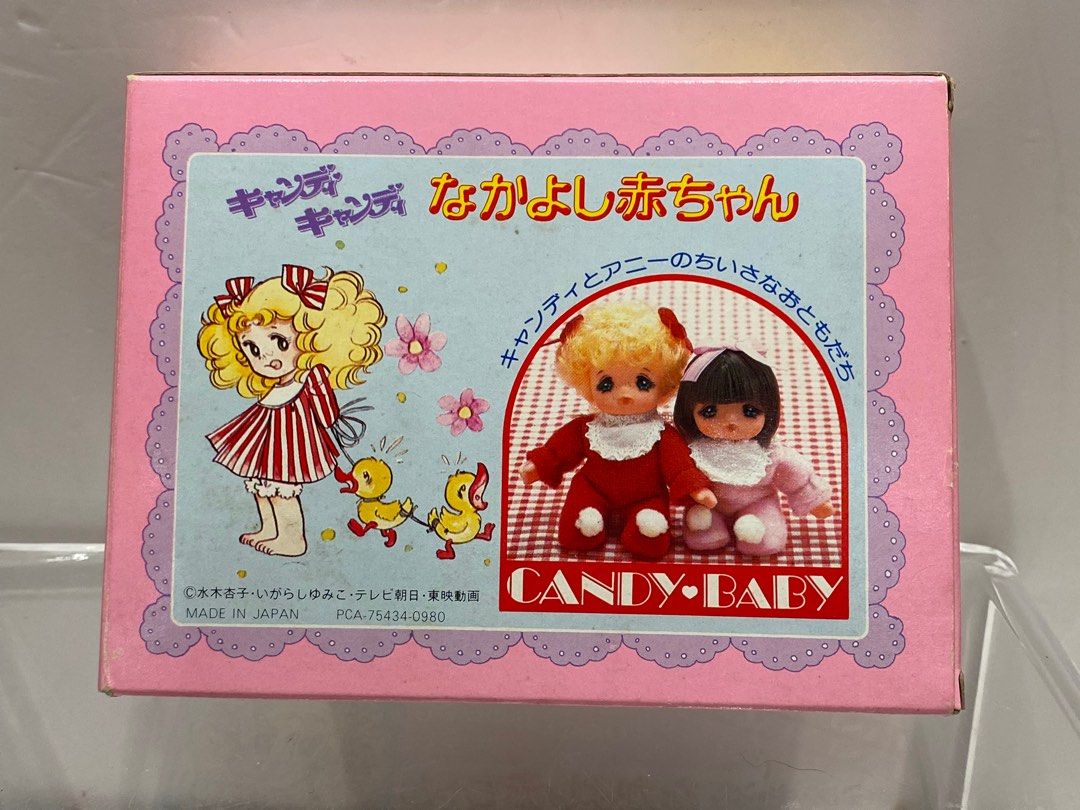 キャンディ
キャンディ
なかよし赤ちゃん
キャンディとアニーのちいさなおともだち
CANDY♥BABY
©水木杏子・いがらしゆみこ・テレビ朝日・東映動画
MADE IN JAPAN PCA-75434-0980